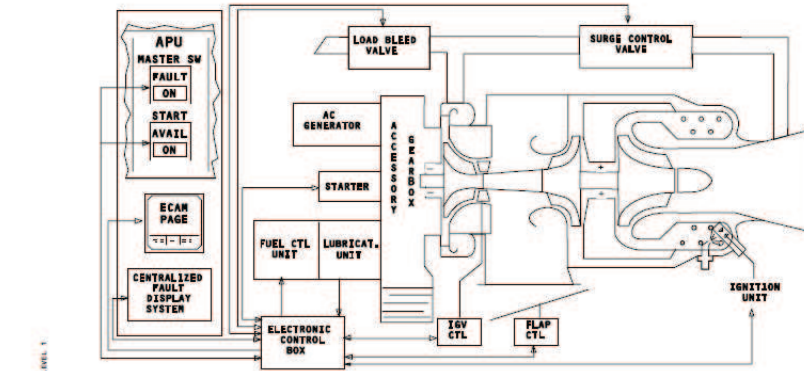 APU
MASTER SW
FAULT
ON
START
AVAIL
ON
ECAM
PAGE
CENTRALIZED
FAULT
DISPLAY
SYSTEM
LOAD BLEED
VALVE
SURGE CONTROL
VALVE
AC
GENERATOR
ACCESSORY
GEARBOX
STARTER
FUEL CTL
UNIT
LUBRICAT.
UNIT
ELECTRONIC
CONTROL
BOX
IGV
CTL
FLAP
CTL
IGNITION
UNIT